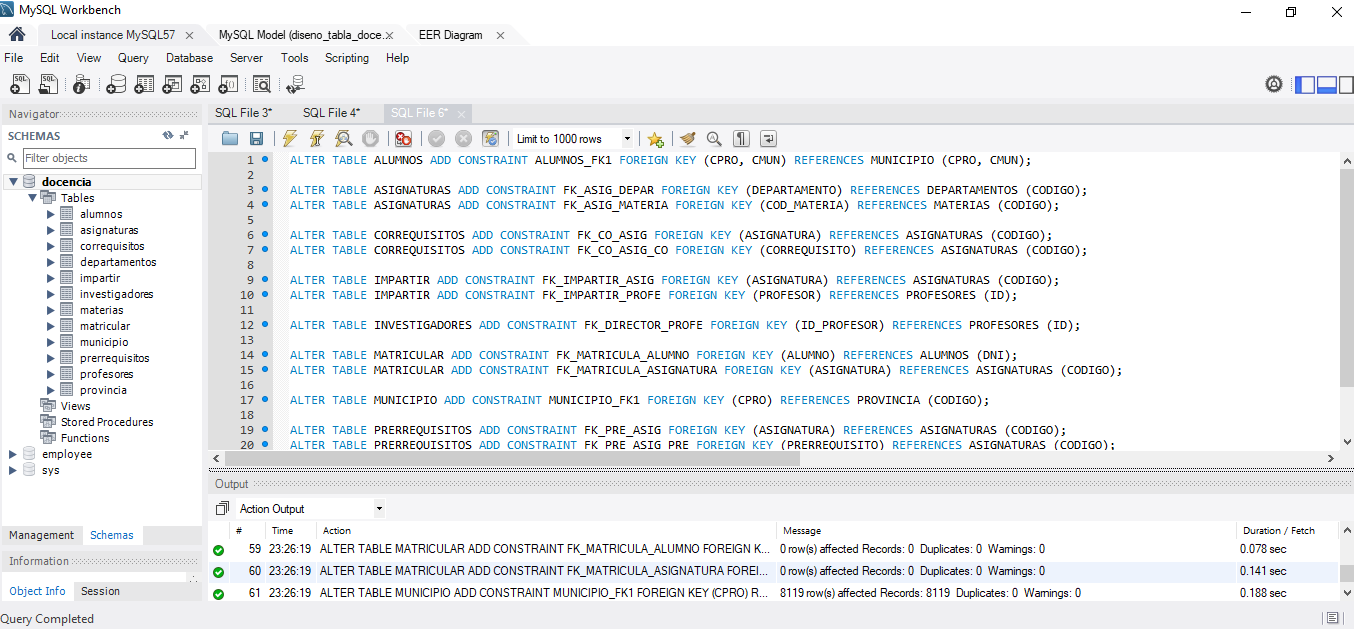 MySQL Workbench
Local instance MySQL57 MySQL Model (diseno_tabla_doce. EER Diagram
File Edit View Query Database Server Tools Scripting Help
Navigator SQL File 3* SQL File 4* SQL File 6*
SCHEMAS
Limit to 1000 rows
Filter objects
docencia
Tables
alumnos
asignaturas
correquisitos
departamentos
impartir
investigadores
materias
matricular
municipio
prerrequisitos
profesores
provincia
Views
Stored Procedures
Functions
employee
sys
Management Schemas
Information
Object Info Session
1 ALTER TABLE ALUMNOS ADD CONSTRAINT ALUMNOS_FK1 FOREIGN KEY (CPRO, CMUN) REFERENCES MUNICIPIO (CPRO, CMUN);
2
3 ALTER TABLE ASIGNATURAS ADD CONSTRAINT FK_ASIG_DEPAR FOREIGN KEY (DEPARTAMENTO) REFERENCES DEPARTAMENTOS (CODIGO);
4 ALTER TABLE ASIGNATURAS ADD CONSTRAINT FK_ASIG_MATERIA FOREIGN KEY (COD_MATERIA) REFERENCES MATERIAS (CODIGO);
5
6 ALTER TABLE CORREQUISITOS ADD CONSTRAINT FK_CO_ASIG FOREIGN KEY (ASIGNATURA) REFERENCES ASIGNATURAS (CODIGO);
7 ALTER TABLE CORREQUISITOS ADD CONSTRAINT FK_CO_ASIG_CO FOREIGN KEY (CORREQUISITO) REFERENCES ASIGNATURAS (CODIGO);
8
9 ALTER TABLE IMPARTIR ADD CONSTRAINT FK_IMPARTIR_ASIG FOREIGN KEY (ASIGNATURA) REFERENCES ASIGNATURAS (CODIGO);
10 ALTER TABLE IMPARTIR ADD CONSTRAINT FK_IMPARTIR_PROFE FOREIGN KEY (PROFESOR) REFERENCES PROFESORES (ID);
11
12 ALTER TABLE INVESTIGADORES ADD CONSTRAINT FK_DIRECTOR_PROFE FOREIGN KEY (ID_PROFESOR) REFERENCES PROFESORES (ID);
13
14 ALTER TABLE MATRICULAR ADD CONSTRAINT FK_MATRICULA_ALUMNO FOREIGN KEY (ALUMNO) REFERENCES ALUMNOS (DNI);
15 ALTER TABLE MATRICULAR ADD CONSTRAINT FK_MATRICULA_ASIGNATURA FOREIGN KEY (ASIGNATURA) REFERENCES ASIGNATURAS (CODIGO);
16
17 ALTER TABLE MUNICIPIO ADD CONSTRAINT MUNICIPIO_FK1 FOREIGN KEY (CPRO) REFERENCES PROVINCIA (CODIGO);
18
19 ALTER TABLE PRERREQUISITOS ADD CONSTRAINT FK_PRE_ASIG FOREIGN KEY (ASIGNATURA) REFERENCES ASIGNATURAS (CODIGO);
20 ALTER TABLE PRERREQUISITOS ADD CONSTRAINT FK_PRE_ASIG_PRE FOREIGN KEY (PRERREQUISITO) REFERENCES ASIGNATURAS (CODIGO);
Output
Action Output
# Time Action Message Duration / Fetch
59 23:26:19 ALTER TABLE MATRICULAR ADD CONSTRAINT FK_MATRICULA_ALUMNO FOREIGN K... 0 row(s) affected Records: 0 Duplicates: 0 Warnings: 0 0.078 sec
60 23:26:19 ALTER TABLE MATRICULAR ADD CONSTRAINT FK_MATRICULA_ASIGNATURA FOREI... 0 row(s) affected Records: 0 Duplicates: 0 Warnings: 0 0.141 sec
61 23:26:19 ALTER TABLE MUNICIPIO ADD CONSTRAINT MUNICIPIO_FK1 FOREIGN KEY (CPRO) R... 8119 row(s) affected Records: 8119 Duplicates: 0 Warnings: 0 0.188 sec
Query Completed